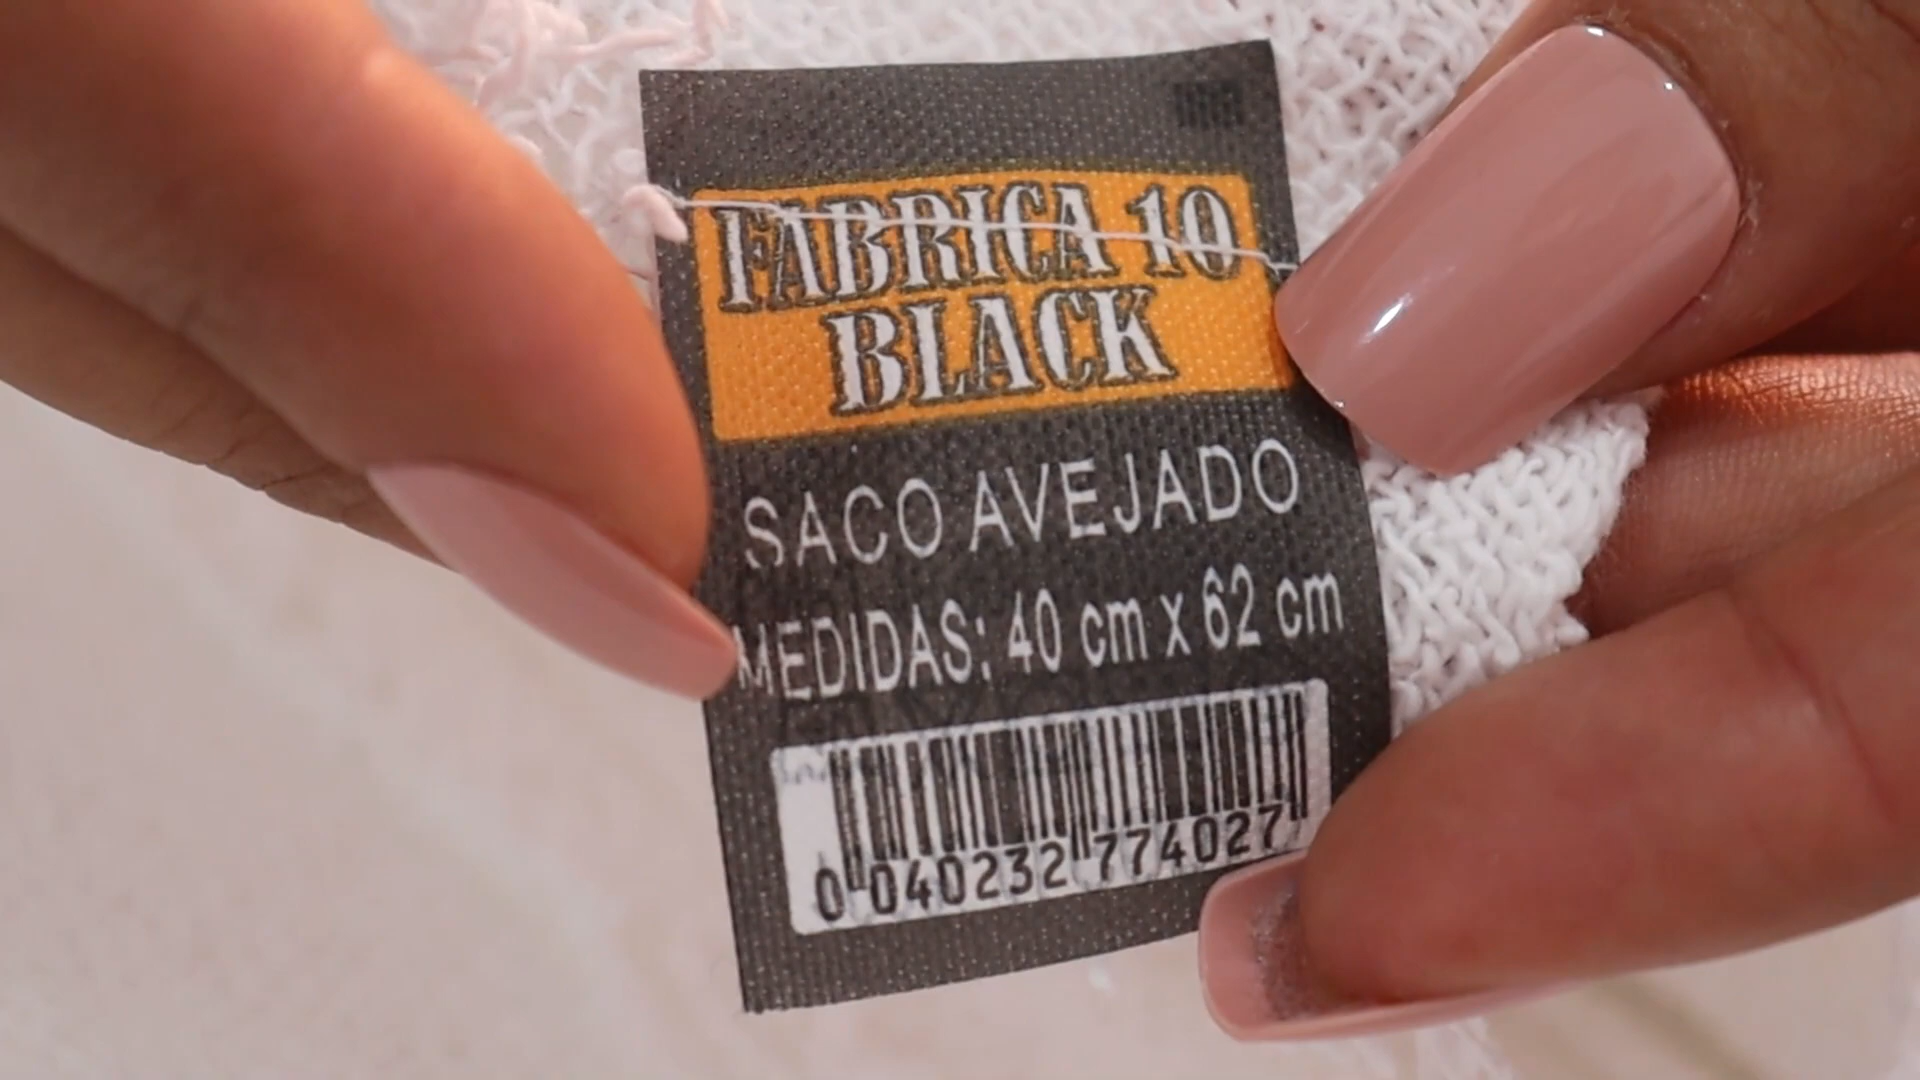 FABRICA 10
BLACK
SACO AVEJADO
MEDIDAS: 40 cm x 62 cm
0 040232 774027